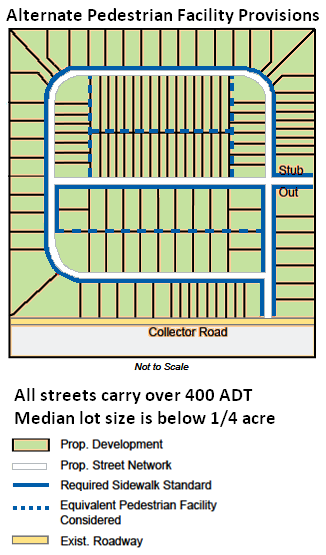 Alternate Pedestrian Facility Provisions
Stub
Out
Collector Road
Not to Scale
All streets carry over 400 ADT
Median lot size is below 1/4 acre
Prop. Development
Prop. Street Network
Required Sidewalk Standard
Equivalent Pedestrian Facility
Considered
Exist. Roadway